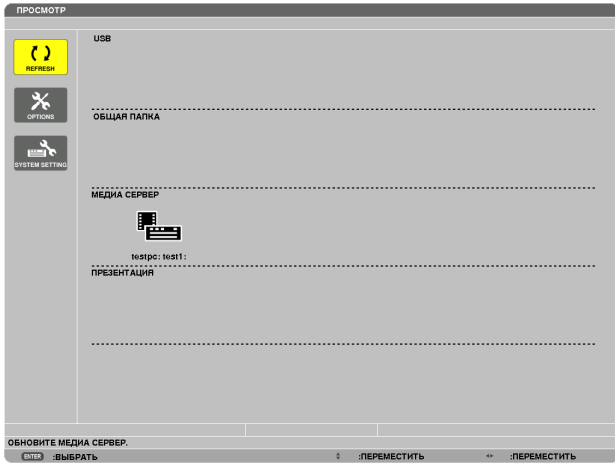 ПРОСМОТР
USB
REFRESH
OPTIONS
ОБЩАЯ ПАПКА
SYSTEM SETTING
МЕДИА СЕРВЕР
testpc: test1:
ПРЕЗЕНТАЦИЯ
ОБНОВИТЕ МЕДИА СЕРВЕР.
ENTER :ВЫБРАТЬ :ПЕРЕМЕСТИТЬ :ПЕРЕМЕСТИТЬ